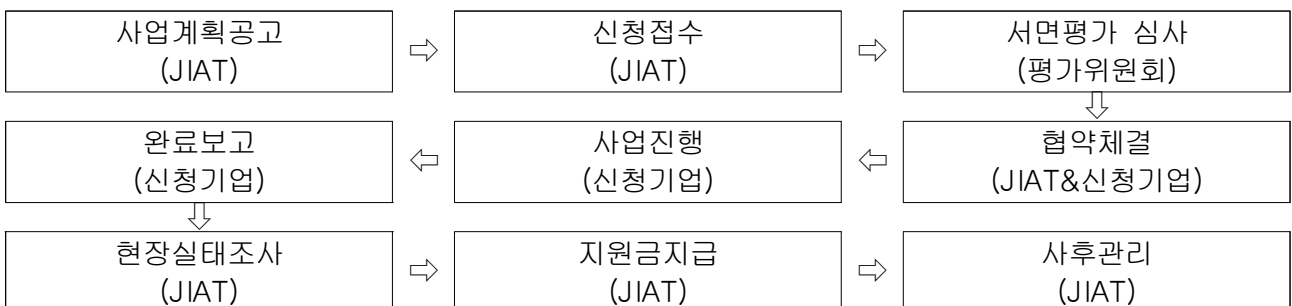 사업계획공고
(JIAT)
신청접수
(JIAT)
서면평가 심사
(평가위원회)
협약체결
(JIAT&신청기업)
사업진행
(신청기업)
완료보고
(신청기업)
현장실태조사
(JIAT)
지원금지급
(JIAT)
사후관리
(JIAT)